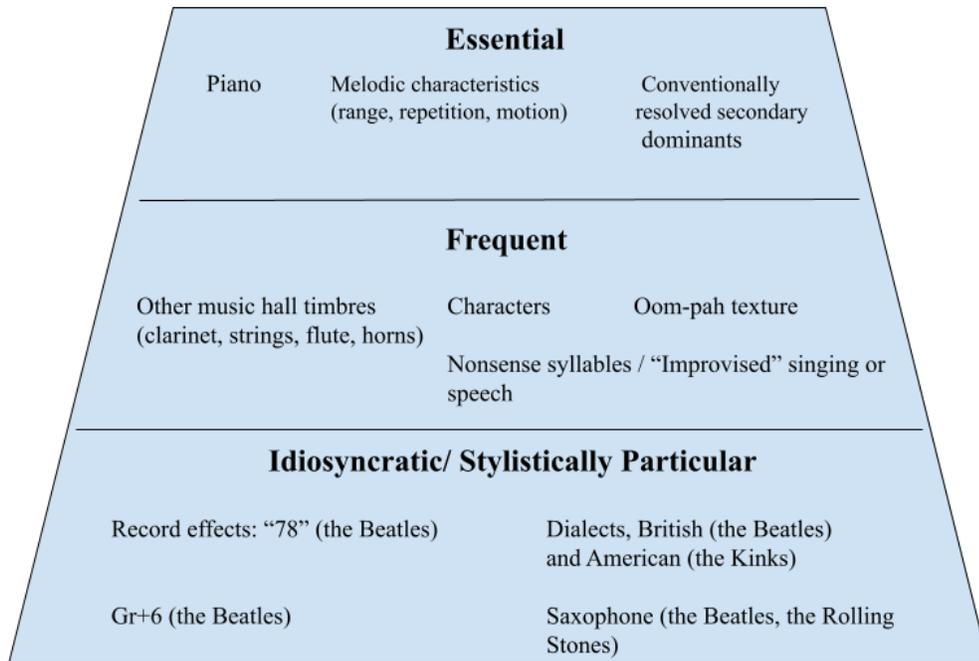 Essential
Piano
Melodic characteristics
(range, repetition, motion)
Conventionally
resolved secondary
dominants
Frequent
Other music hall timbres
(clarinet, strings, flute, horns)
Characters
Oom-pah texture
Nonsense syllables / “Improvised” singing or
speech
Idiosyncratic/ Stylistically Particular
Record effects: “78” (the Beatles)
Dialects, British (the Beatles)
and American (the Kinks)
Gr+6 (the Beatles)
Saxophone (the Beatles, the Rolling
Stones)